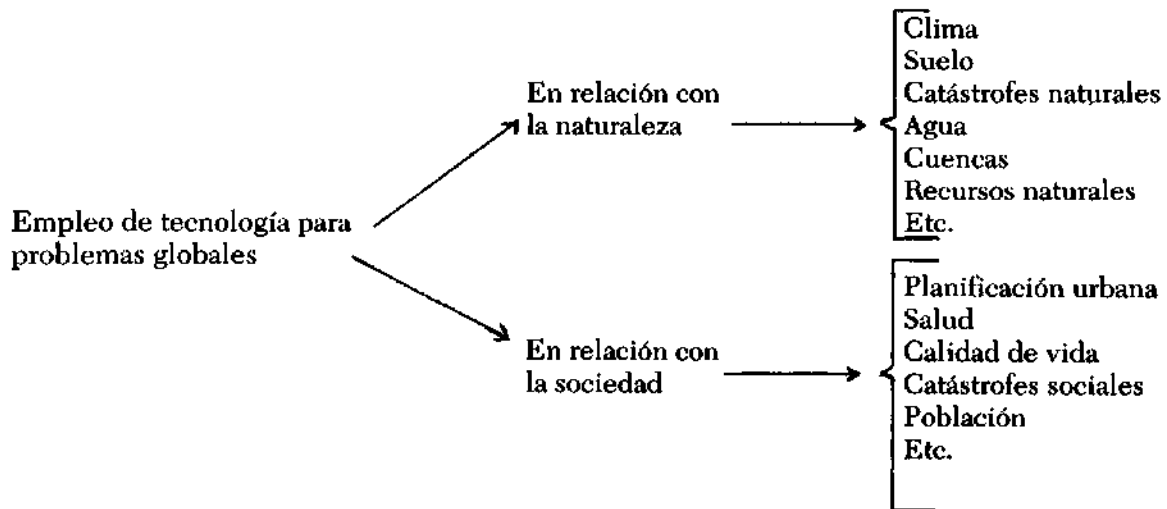 Empleo de tecnología para
problemas globales
En relación con
la naturaleza
Clima
Suelo
Catástrofes naturales
Agua
Cuencas
Recursos naturales
Etc.
En relación con
la sociedad
Planificación urbana
Salud
Calidad de vida
Catástrofes sociales
Población
Etc.